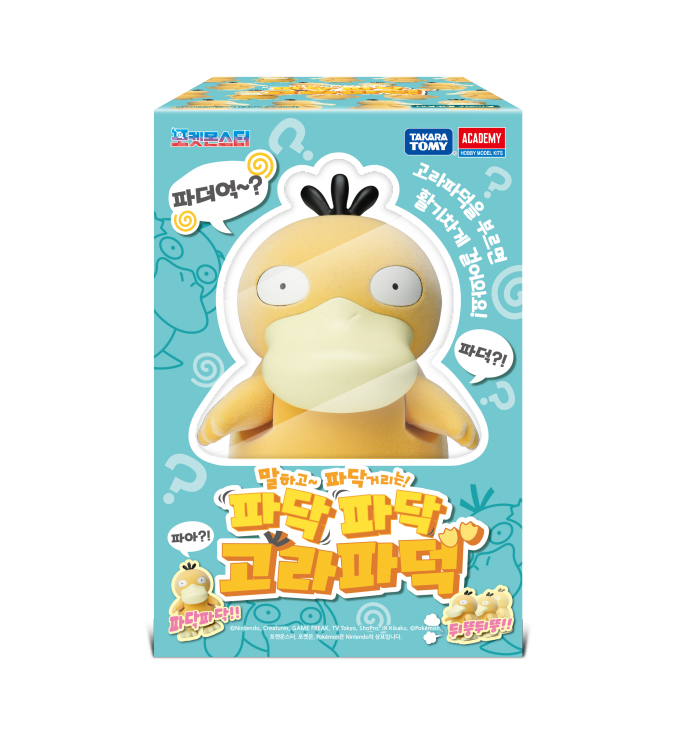 포켓몬스터
TAKARA TOMY
ACADEMY
HOBBY MODEL KITS
파더억~?
고라파덕을 부르면
활기차게 걸어와요!
파덕?!
말하고~ 파닥거리는!
파닥 파닥
고라파덕
파아?!
파닥파닥!!
뒤뚱뒤뚱!!
©Nintendo, Creatures, GAME FREAK, TV Tokyo, ShoPro, JR Kikaku. ©Pokémon.
포켓몬스터, 포켓몬, Pokémon은 Nintendo의 상표입니다.